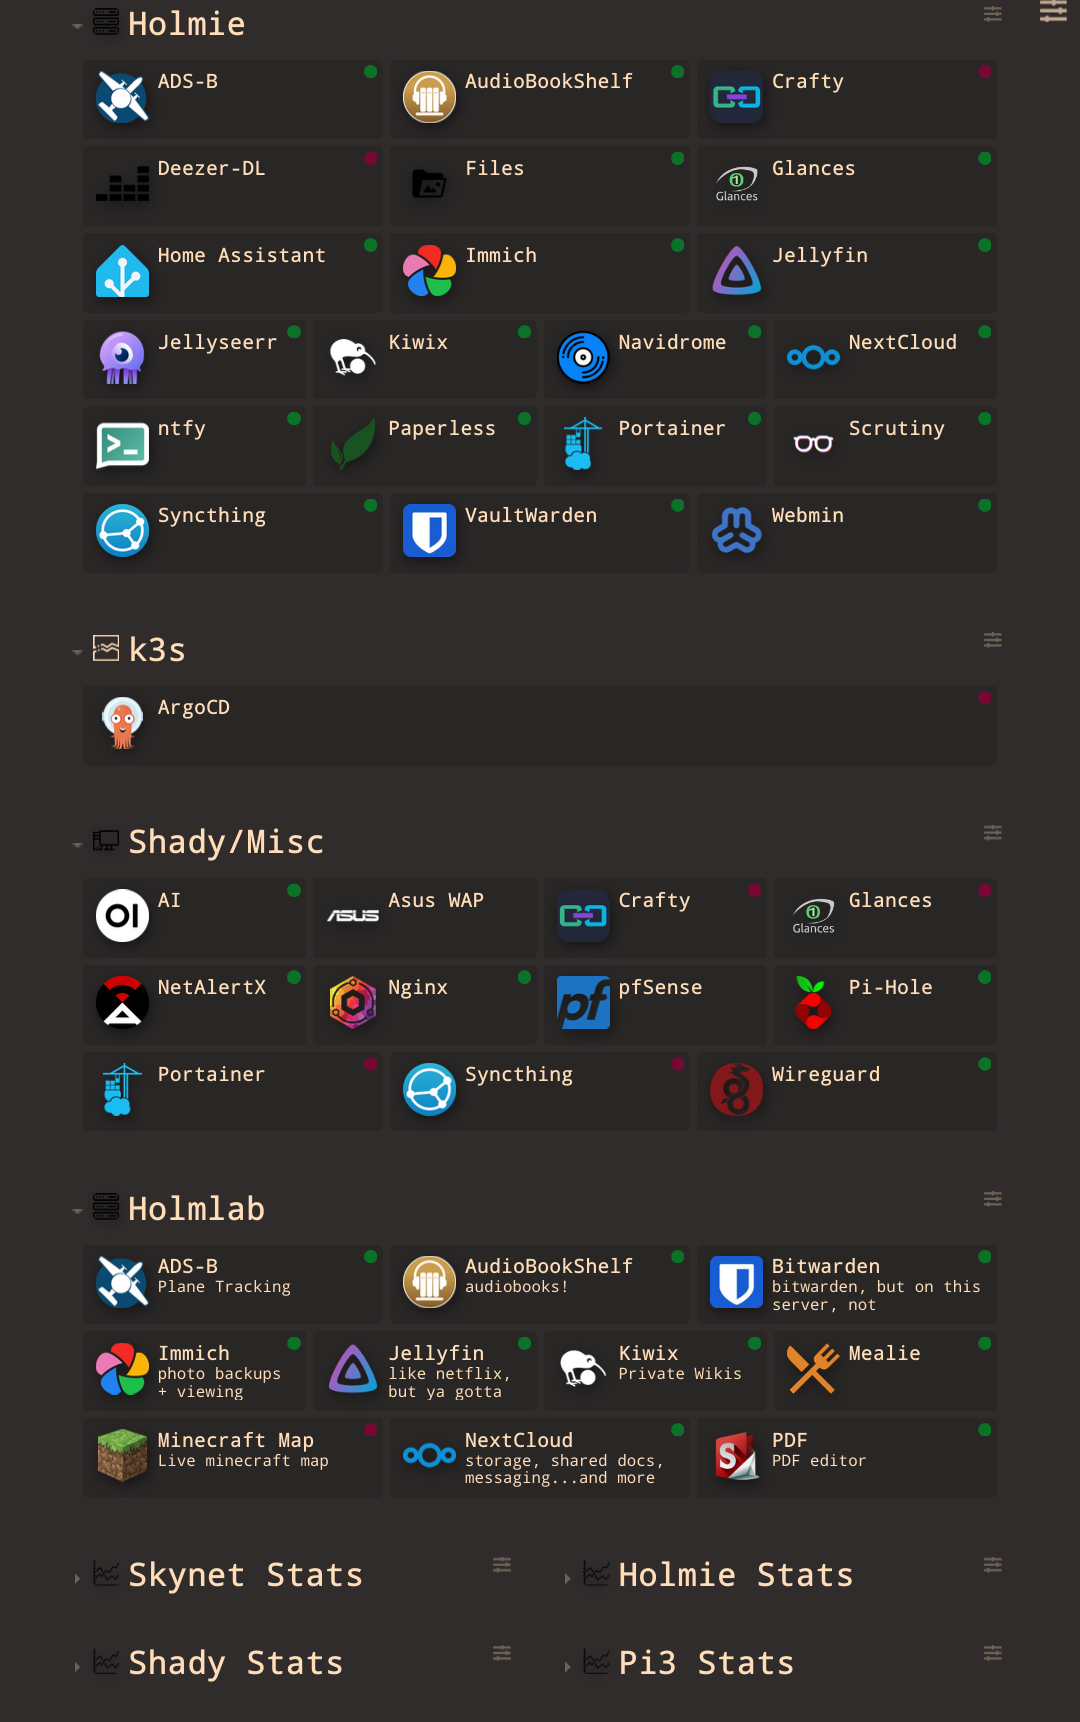 Holmie
ADS-B
AudioBookShelf
Crafty
Deezer-DL
Files
Glances
Glances
Home Assistant
Immich
Jellyfin
Jellyseerr
Kiwix
Navidrome
NextCloud
ntfy
Paperless
Portainer
Scrutiny
Syncthing
VaultWarden
Webmin
k3s
ArgoCD
Shady/Misc
OI
AI
ASUS
Asus WAP
Crafty
Glances
Glances
NetAlertX
Nginx
pf
pfSense
Pi-Hole
Portainer
Syncthing
Wireguard
Holmlab
ADS-B
Plane Tracking
AudioBookShelf
audiobooks!
Bitwarden
bitwarden, but on this
server, not
Immich
photo backups
+ viewing
Jellyfin
like netflix,
but ya gotta
Kiwix
Private Wikis
Mealie
Minecraft Map
Live minecraft map
NextCloud
storage, shared docs,
messaging...and more
S
PDF
PDF editor
Skynet Stats
Holmie Stats
Shady Stats
Pi3 Stats